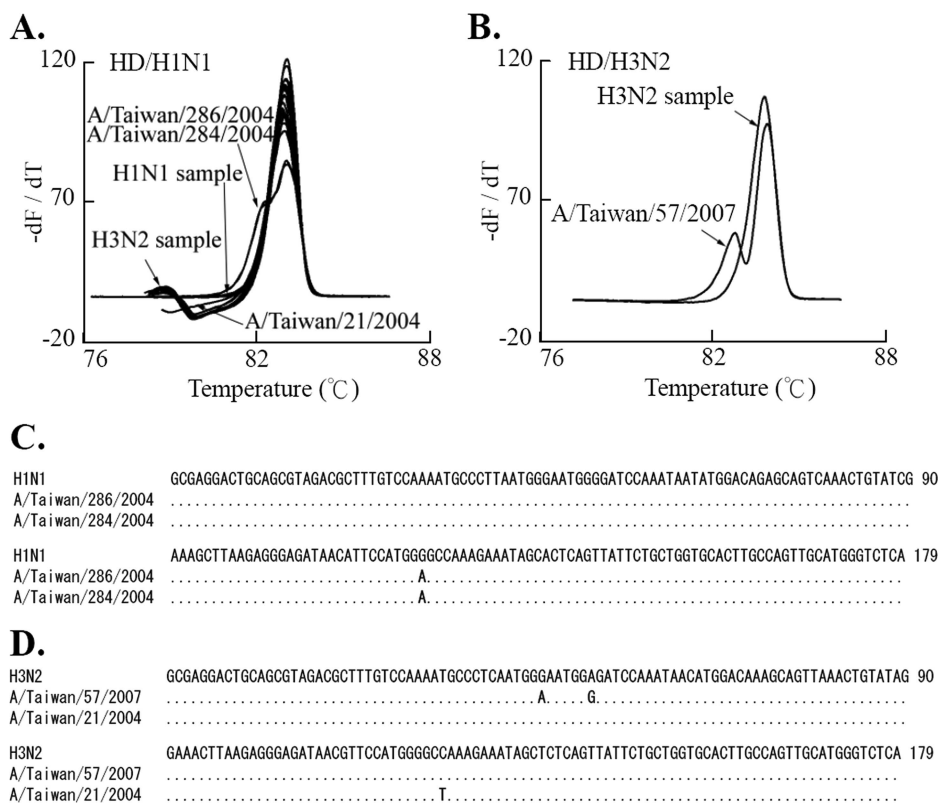 A.
120
HD/H1N1
A/Taiwan/286/2004
A/Taiwan/284/2004
H1N1 sample
70
H3N2 sample
A/Taiwan/21/2004
-20
76
82
88
-dF / dT
Temperature (℃)
B.
120
HD/H3N2
H3N2 sample
70
A/Taiwan/57/2007
-20
76
82
88
-dF / dT
Temperature (℃)
C.
H1N1 GCGAGGACTGCAGCGTAGACGCTTTGTCCAAAATGCCCTTAATGGGAATGGGGATCCAAATAATATGGACAGAGCAGTCAAACTGTATCG 90
A/Taiwan/286/2004 ..........................................................................................
A/Taiwan/284/2004 ..........................................................................................
H1N1 AAAGCTTAAGAGGGAGATAACATTCCATGGGGCCAAAGAAATAGCACTCAGTTATTCTGCTGGTGCACTTGCCAGTTGCATGGGTCTCA 179
A/Taiwan/286/2004 ..............................A..........................................................
A/Taiwan/284/2004 ..............................A..........................................................
D.
H3N2 GCGAGGACTGCAGCGTAGACGCTTTGTCCAAAATGCCCTCAATGGGAATGGAGATCCAAATAACATGGACAAAGCAGTTAAACTGTATAG 90
A/Taiwan/57/2007 .............................................A.....G......................................
A/Taiwan/21/2004 ..........................................................................................
H3N2 GAAACTTAAGAGGGAGATAACGTTCCATGGGGCCAAAGAAATAGCTCTCAGTTATTCTGCTGGTGCACTTGCCAGTTGCATGGGTCTCA 179
A/Taiwan/57/2007 .........................................................................................
A/Taiwan/21/2004 .................................T.......................................................